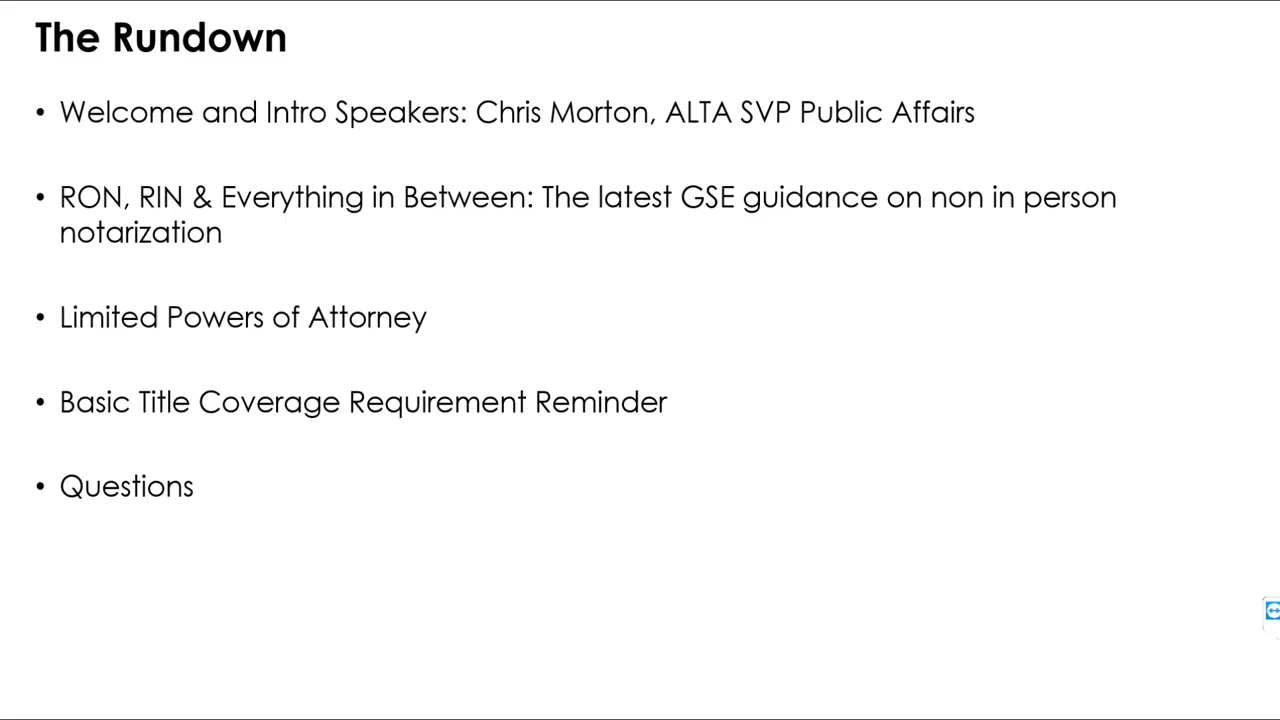 The Rundown
• Welcome and Intro Speakers: Chris Morton, ALTA SVP Public Affairs
• RON, RIN & Everything in Between: The latest GSE guidance on non in person
notarization
• Limited Powers of Attorney
• Basic Title Coverage Requirement Reminder
• Questions